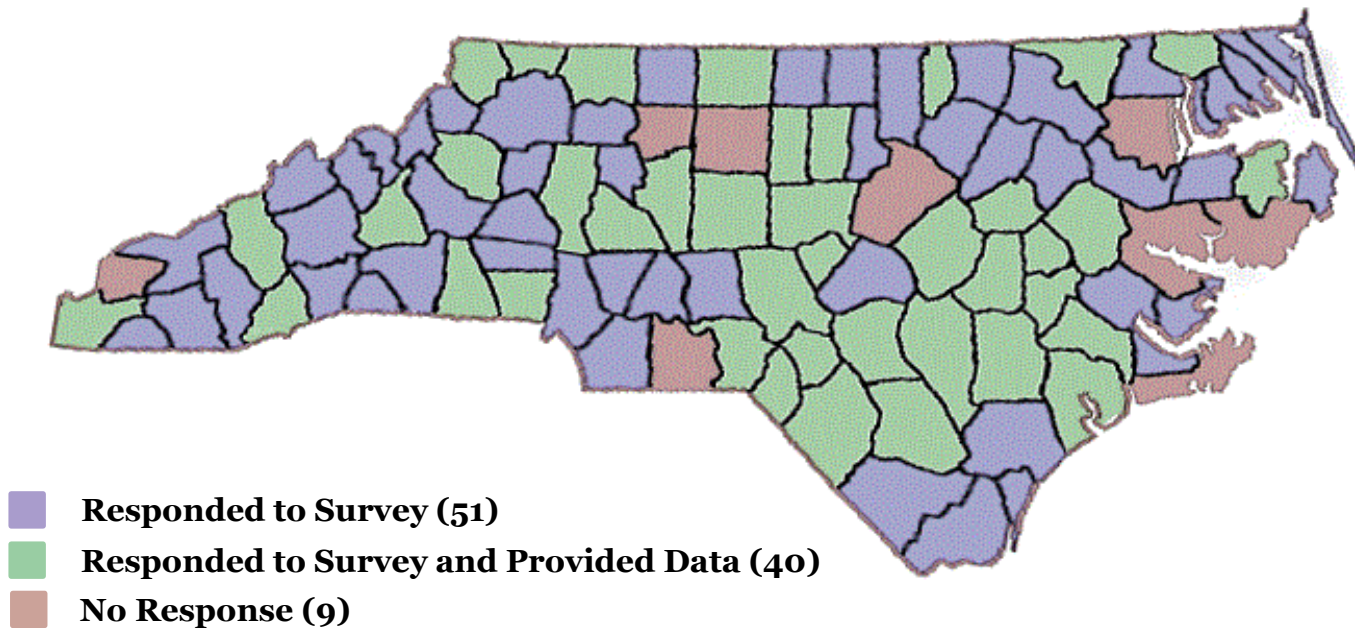 Responded to Survey (51)
Responded to Survey and Provided Data (40)
No Response (9)